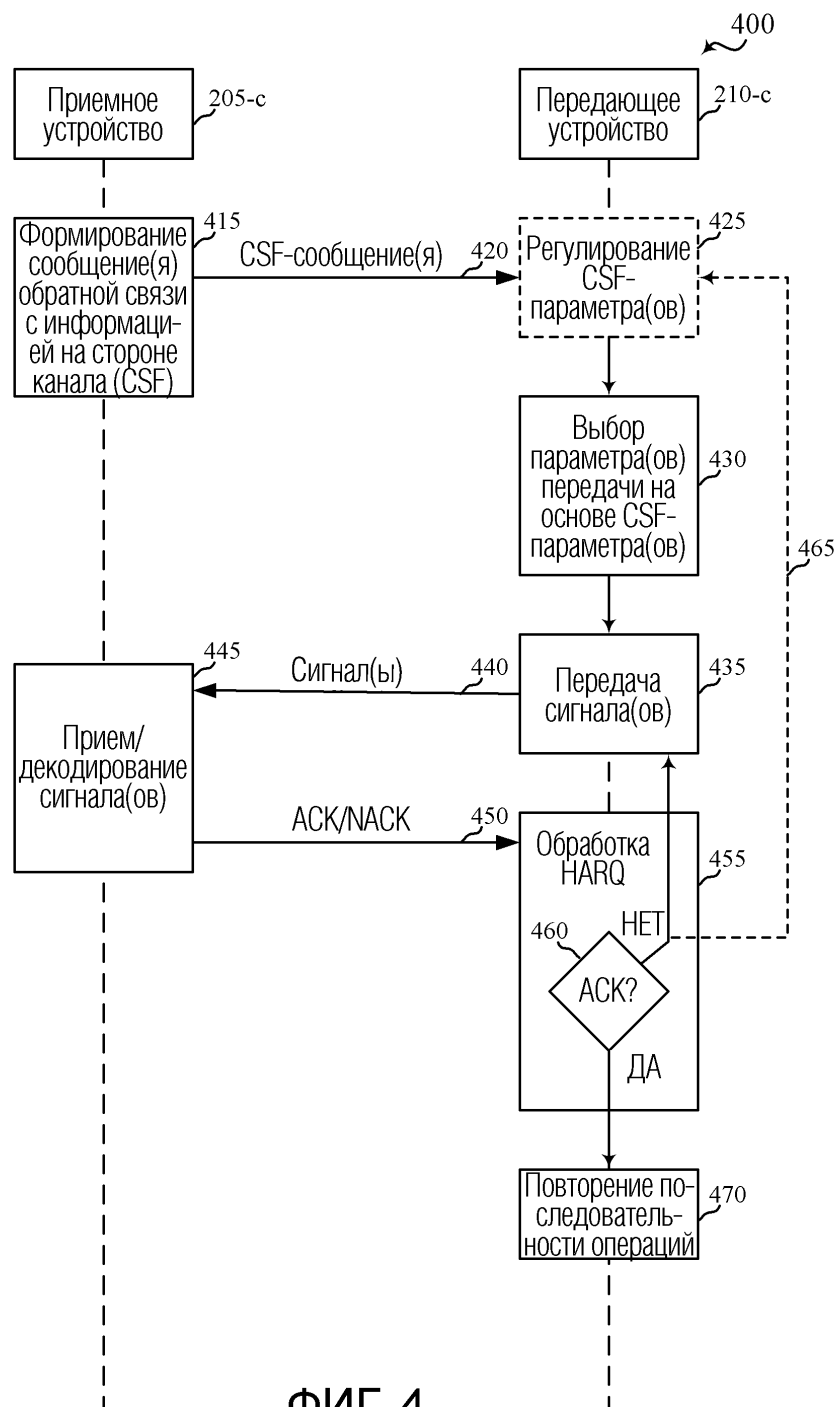 400
Приемное
устройство
205-c
Передающее
устройство
210-c
Формирование
сообщение(я)
обратной связи
с информаци-
ей на стороне
канала (CSF)
415
CSF-сообщение(я)
420
Регулирование
CSF-
параметра(ов)
425
Выбор
параметра(ов)
передачи на
основе CSF-
параметра(ов)
430
465
Передача
сигнала(ов)
435
Сигнал(ы)
440
445
Прием/
декодирование
сигнала(ов)
ACK/NACK
450
Обработка
HARQ
455
НЕТ
460
ACK?
ДА
Повторение по-
следователь-
ности операций
470
ФИГ. 4